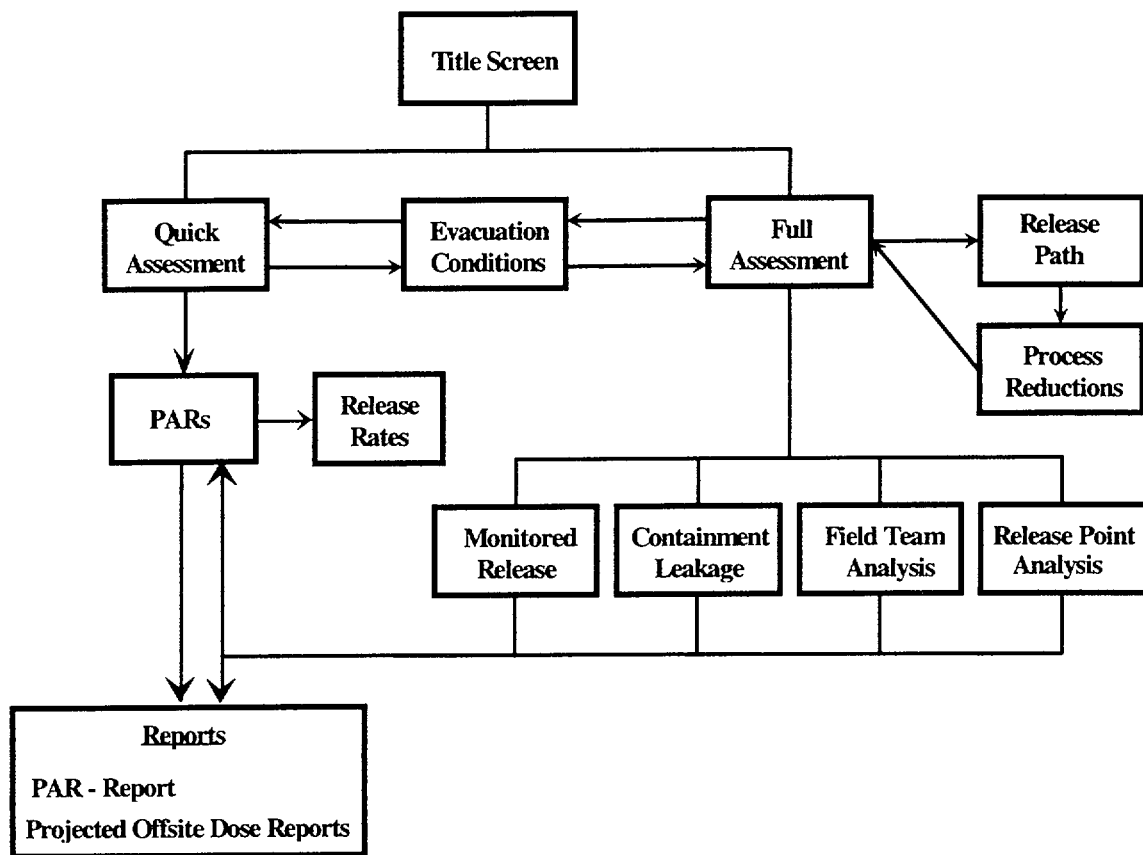 Title Screen
Quick
Assessment
Evacuation
Conditions
Full
Assessment
Release
Path
Process
Reductions
PARs
Release
Rates
Monitored
Release
Containment
Leakage
Field Team
Analysis
Release Point
Analysis
Reports
PAR - Report
Projected Offsite Dose Reports